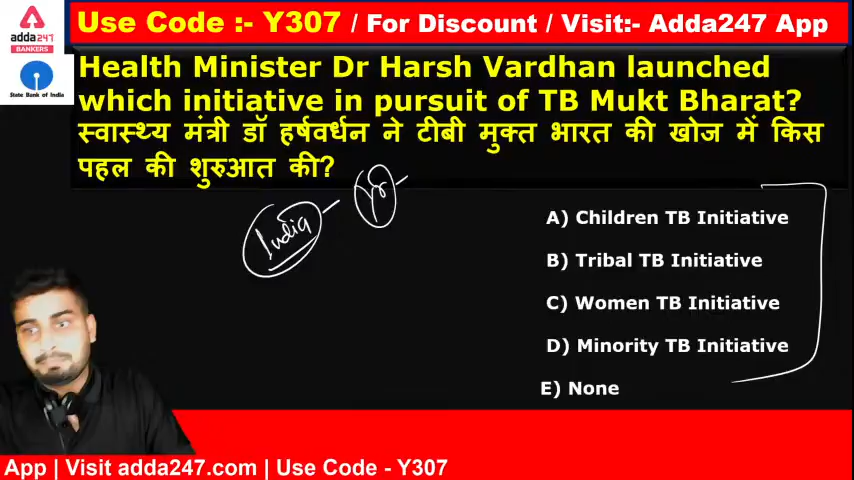 Use Code :- Y307 / For Discount / Visit:- Adda247 App
adda247
BANKERS
State Bank of India
Health Minister Dr Harsh Vardhan launched
which initiative in pursuit of TB Mukt Bharat?
स्वास्थ्य मंत्री डॉ हर्षवर्धन ने टीबी मुक्त भारत की खोज में किस
पहल की शुरुआत की?
India
A) Children TB Initiative
B) Tribal TB Initiative
C) Women TB Initiative
D) Minority TB Initiative
E) None
App | Visit adda247.com | Use Code - Y307